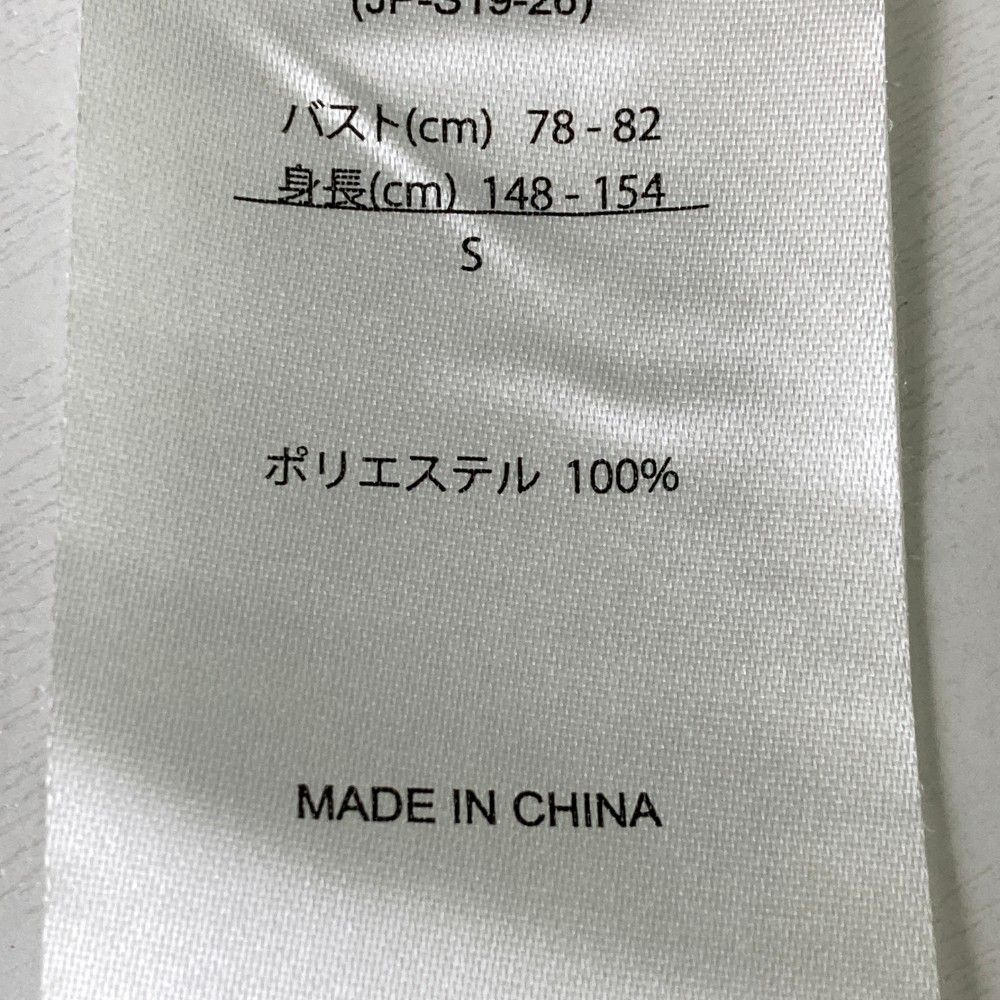 バスト(cm) 78 - 82
身長(cm) 148 - 154
S
ポリエステル 100%
MADE IN CHINA